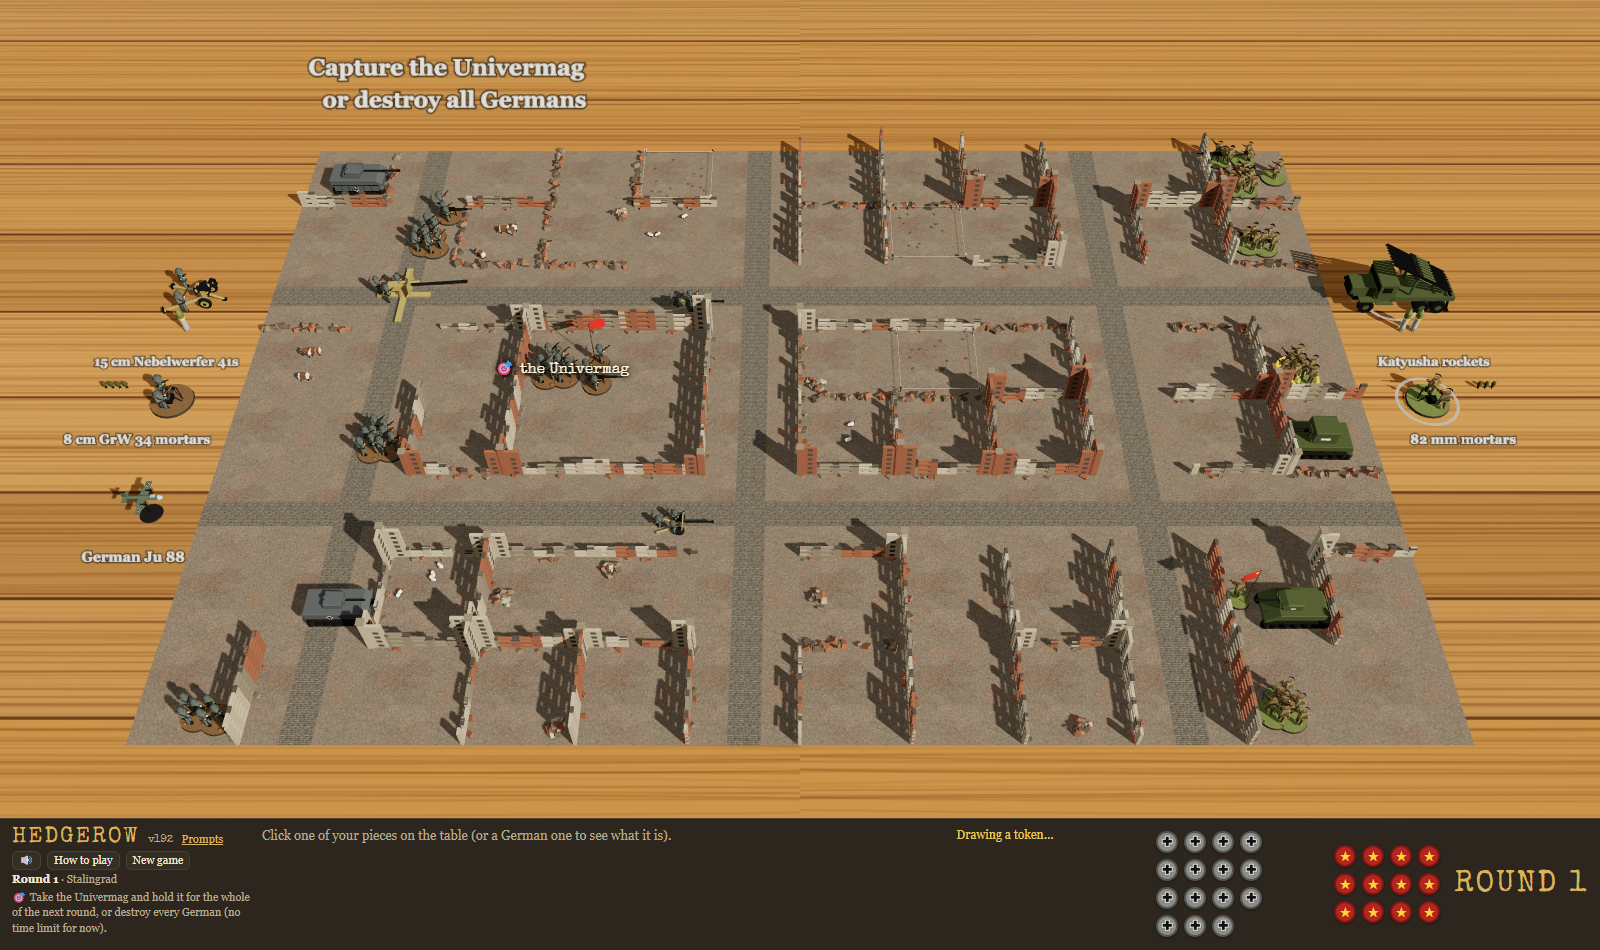 Capture the Univermag
or destroy all Germans
the Univermag
15 cm Nebelwerfer 41s
8 cm GrW 34 mortars
German Ju 88
Katyusha rockets
82 mm mortars
HEDGEROW v192 Prompts
How to play New game
Round 1 · Stalingrad
Take the Univermag and hold it for the whole
of the next round, or destroy every German (no
time limit for now).
Click one of your pieces on the table (or a German one to see what it is).
Drawing a token...
ROUND 1